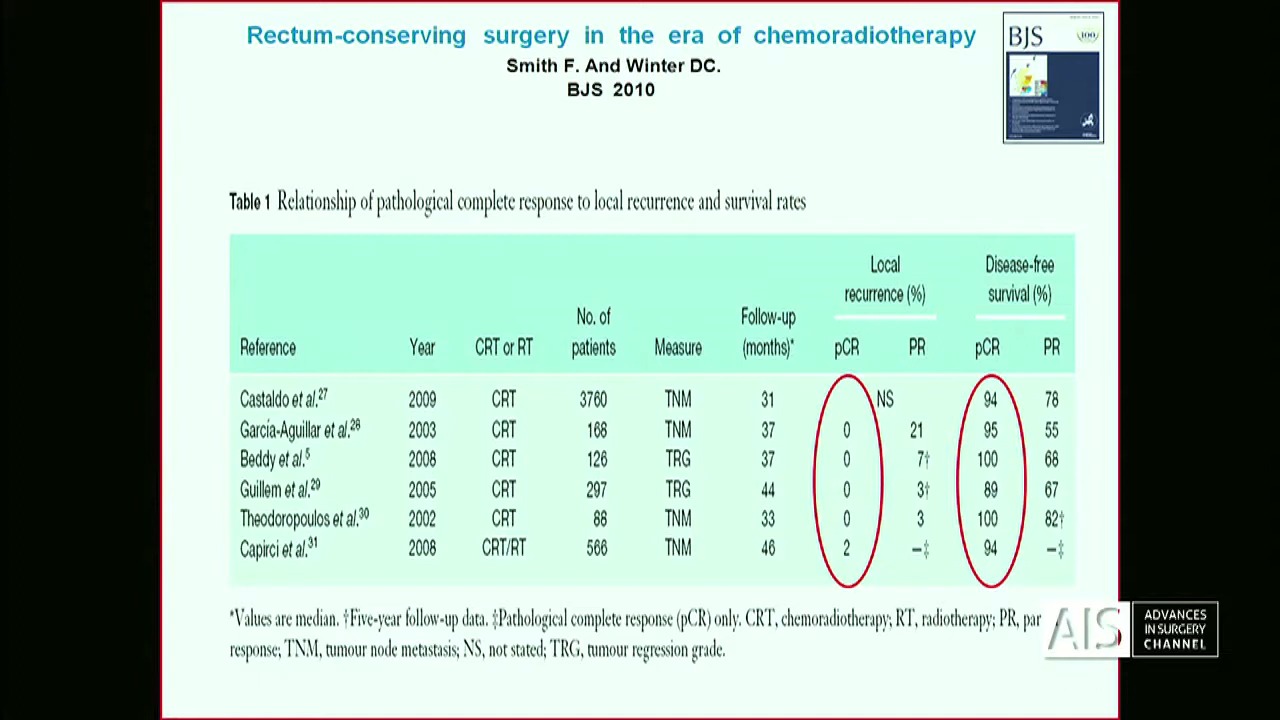 Rectum-conserving surgery in the era of chemoradiotherapy
Smith F. And Winter DC.
BJS 2010
BJS
100
Table 1 Relationship of pathological complete response to local recurrence and survival rates
Local recurrence (%) Disease-free survival (%)
Reference Year CRT or RT No. of patients Measure Follow-up (months)* pCR PR pCR PR
Castaldo et al.27 2009 CRT 3760 TNM 31 NS 94 78
García-Aguillar et al.28 2003 CRT 168 TNM 37 0 21 95 55
Beddy et al.5 2008 CRT 126 TRG 37 0 7† 100 68
Guillem et al.29 2005 CRT 297 TRG 44 0 3† 89 67
Theodoropoulos et al.30 2002 CRT 88 TNM 33 0 3 100 82†
Capirci et al.31 2008 CRT/RT 566 TNM 46 2 –‡ 94 –‡
*Values are median. †Five-year follow-up data. ‡Pathological complete response (pCR) only. CRT, chemoradiotherapy; RT, radiotherapy; PR,
response; TNM, tumour node metastasis; NS, not stated; TRG, tumour regression grade.
AIS
ADVANCES
IN SURGERY
CHANNEL